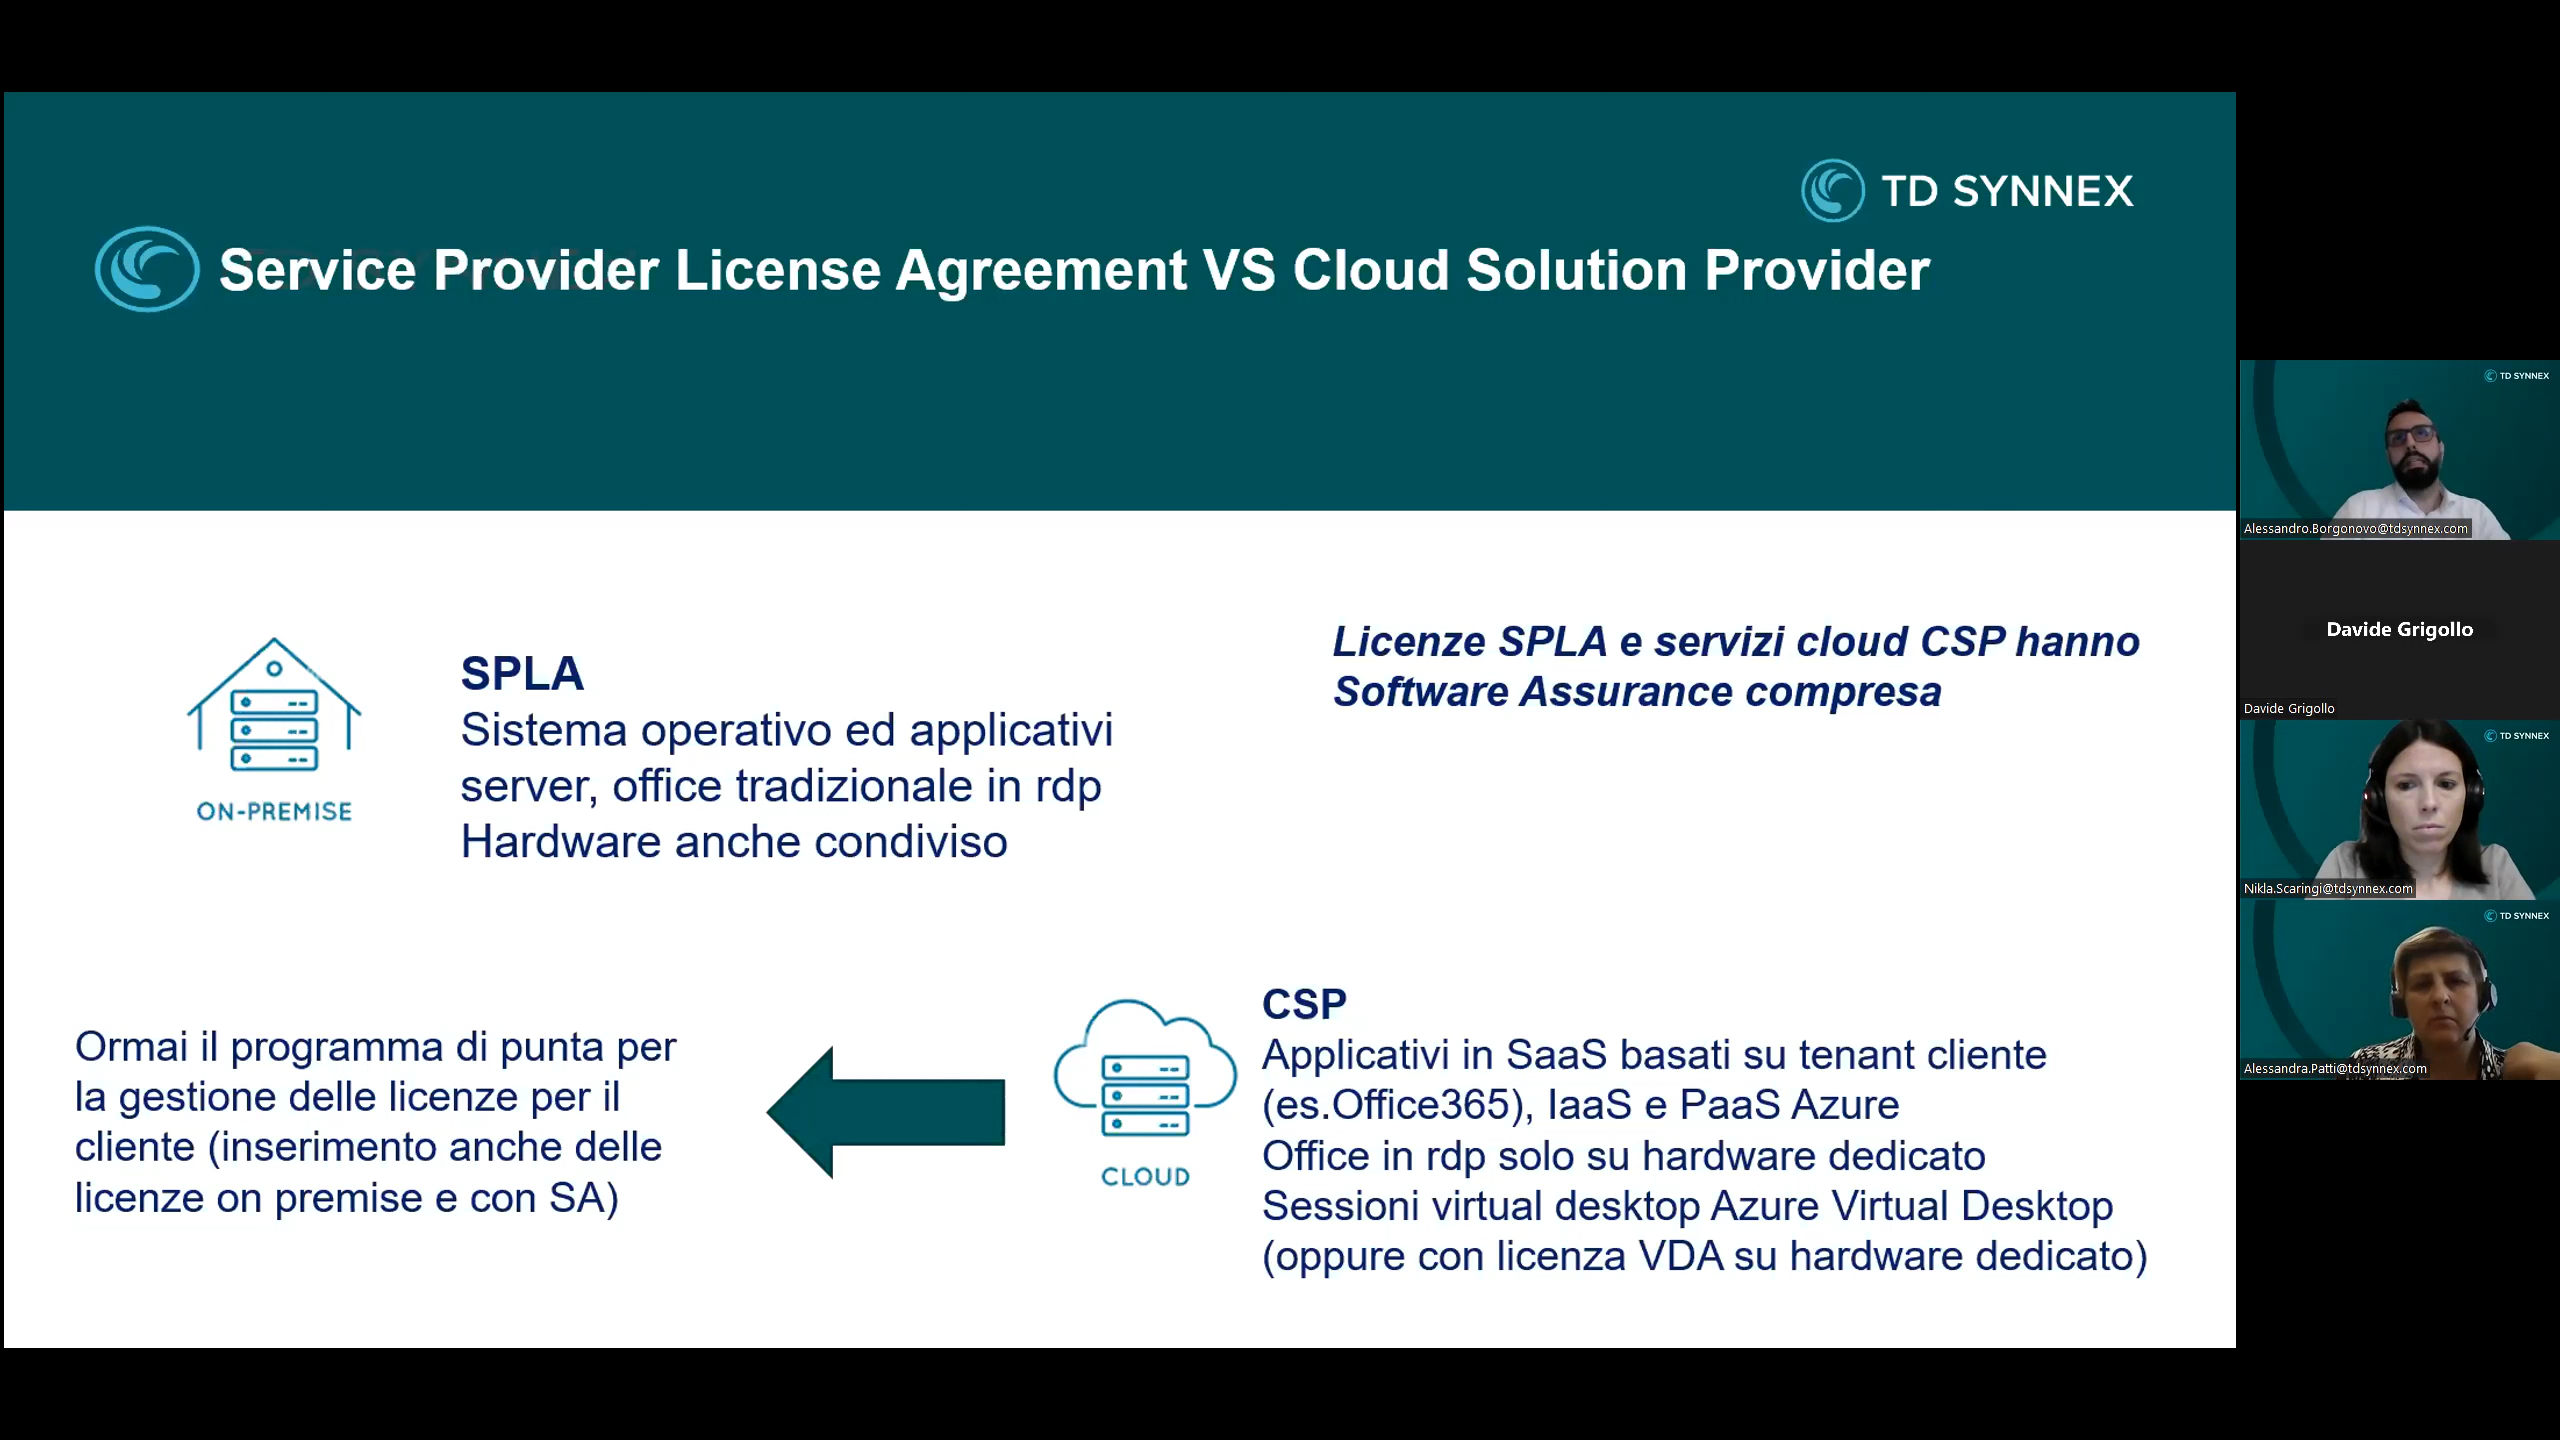 TD SYNNEX
Service Provider License Agreement VS Cloud Solution Provider
SPLA
Sistema operativo ed applicativi
server, office tradizionale in rdp
Hardware anche condiviso
ON-PREMISE
Licenze SPLA e servizi cloud CSP hanno
Software Assurance compresa
Ormai il programma di punta per
la gestione delle licenze per il
cliente (inserimento anche delle
licenze on premise e con SA)
CLOUD
CSP
Applicativi in SaaS basati su tenant cliente
(es.Office365), IaaS e PaaS Azure
Office in rdp solo su hardware dedicato
Sessioni virtual desktop Azure Virtual Desktop
(oppure con licenza VDA su hardware dedicato)
TD SYNNEX
Alessandro.Borgonovo@tdsynnex.com
Davide Grigollo
Davide Grigollo
TD SYNNEX
Nikla.Scaringi@tdsynnex.com
TD SYNNEX
Alessandra.Patti@tdsynnex.com